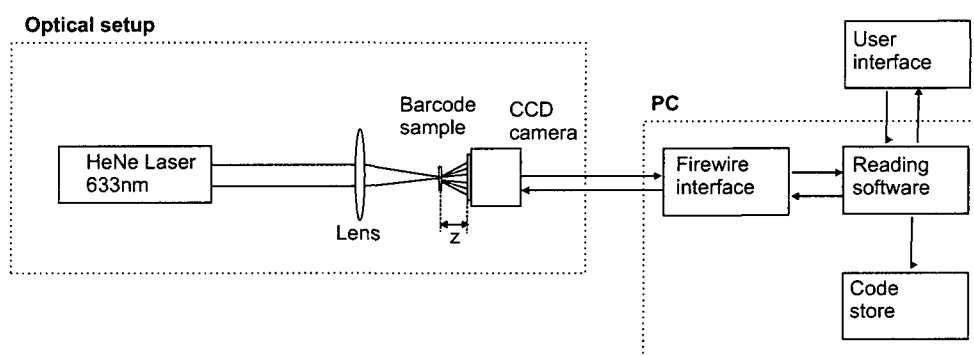 Optical setup
HeNe Laser
633nm
Lens
Barcode
sample
z
CCD
camera
PC
Firewire
interface
User
interface
Reading
software
Code
store